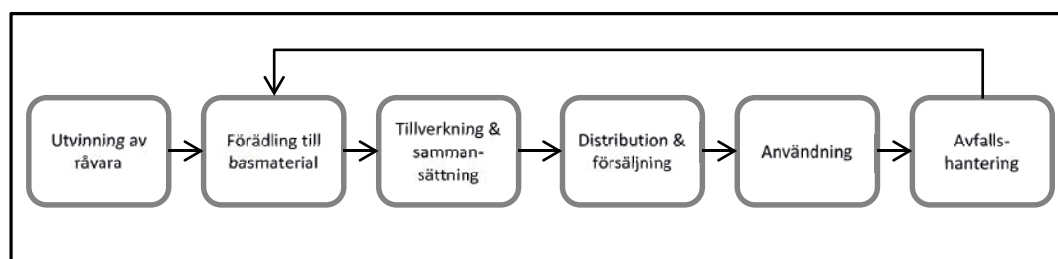 Utvinning av
råvara
Förädling till
basmaterial
Tillverkning &
samman-
sättning
Distribution &
försäljning
Användning
Avfalls-
hantering